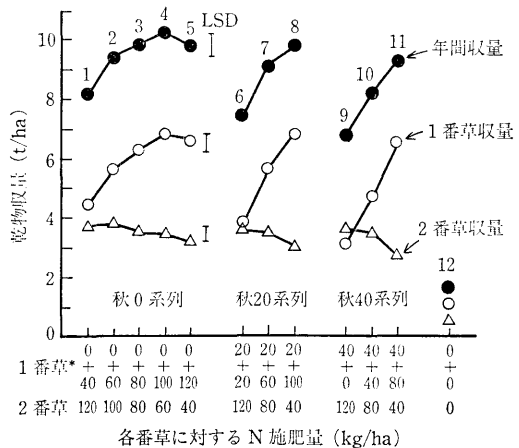 LSD
10
8
6
4
2
0
乾物収量 (t/ha)
1
2
3
4
5
6
7
8
9
10
11
12
年間収量
1番草収量
2番草収量
秋0系列
秋20系列
秋40系列
0 0 0 0 0 20 20 20 40 40 40 0
1番草* + + + + + + + + + + + +
40 60 80 100 120 20 60 100 0 40 80 0
2番草 120 100 80 60 40 120 80 40 120 80 40 0
各番草に対するN施肥量 (kg/ha)